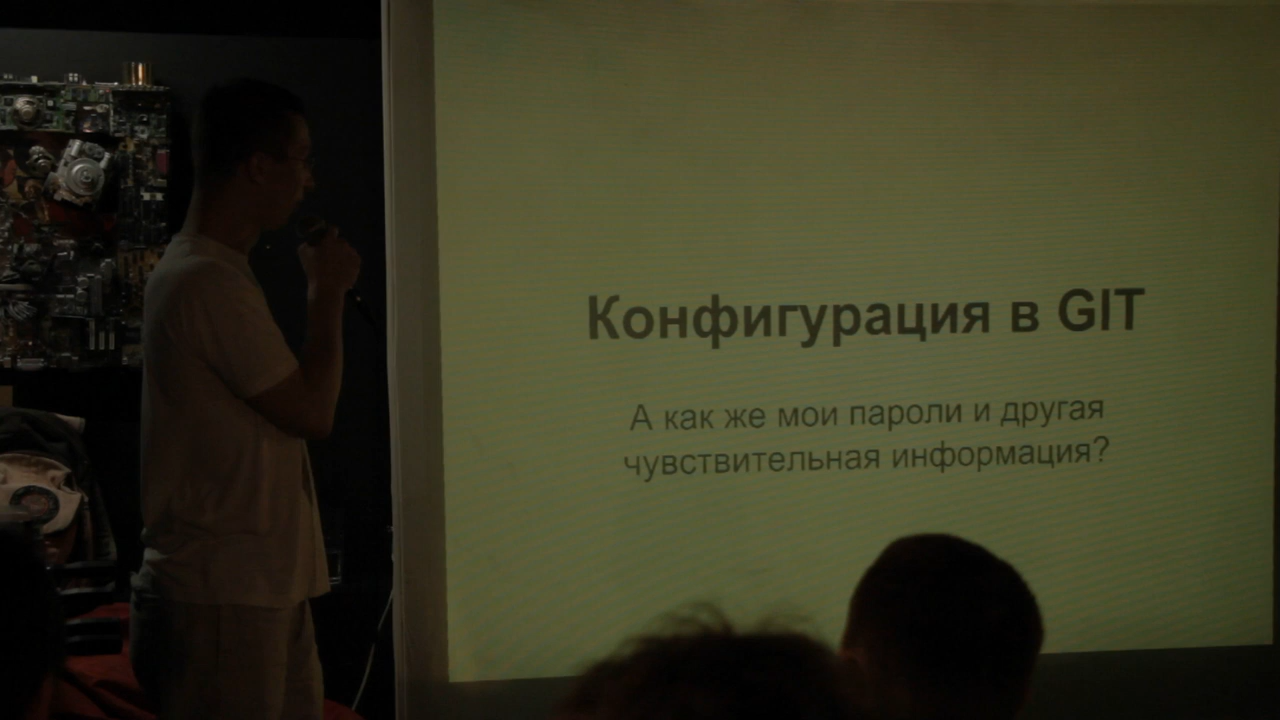 Конфигурация в GIT
А как же мои пароли и другая
чувствительная информация?